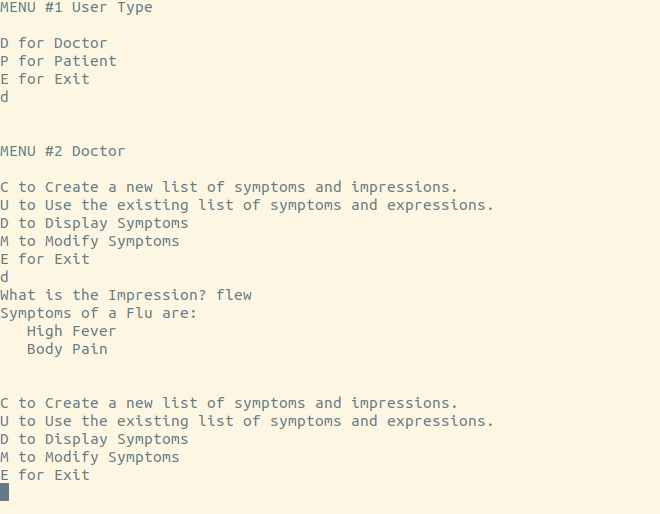 MENU #1 User Type
D for Doctor
P for Patient
E for Exit
d
MENU #2 Doctor
C to Create a new list of symptoms and impressions.
U to Use the existing list of symptoms and expressions.
D to Display Symptoms
M to Modify Symptoms
E for Exit
d
What is the Impression? flew
Symptoms of a Flu are:
   High Fever
   Body Pain
C to Create a new list of symptoms and impressions.
U to Use the existing list of symptoms and expressions.
D to Display Symptoms
M to Modify Symptoms
E for Exit